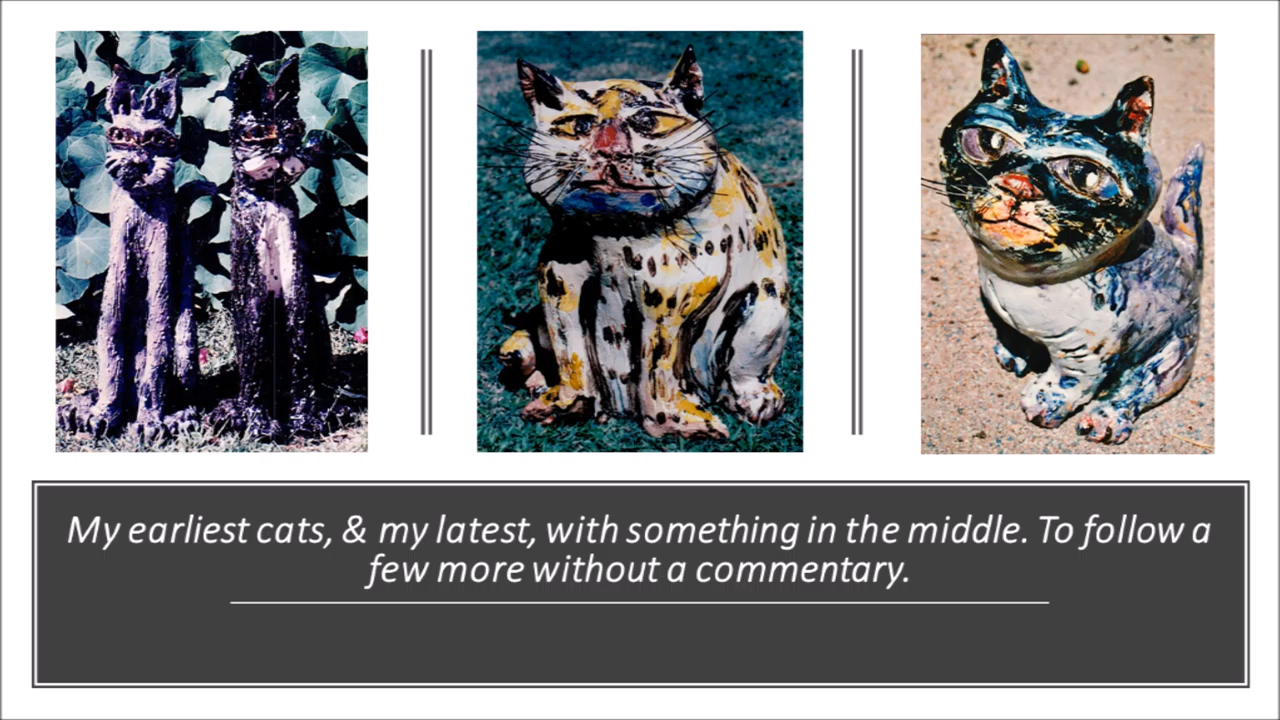 My earliest cats, & my latest, with something in the middle. To follow a
few more without a commentary.